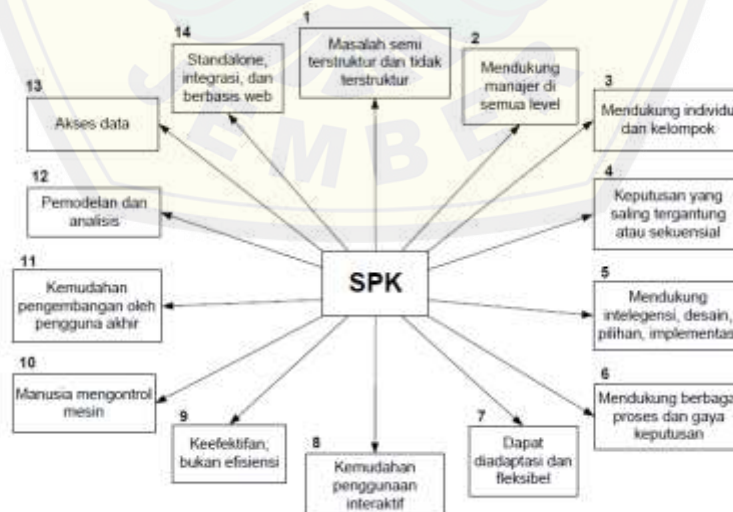 1
Masalah semi
terstruktur dan tidak
terstruktur
2
Mendukung
manajer di
semua level
3
Mendukung individu
dan kelompok
4
Keputusan yang
saling tergantung
atau sekuensial
5
Mendukung
intelegensi, desain,
pilihan, implementas
6
Mendukung berbaga
proses dan gaya
keputusan
7
Dapat
diadaptasi dan
fleksibel
8
Kemudahan
penggunaan
interaktif
9
Keefektifan,
bukan efisiensi
10
Manusia mengontrol
mesin
11
Kemudahan
pengembangan oleh
pengguna akhir
12
Pemodelan dan
analisis
13
Akses data
14
Standalone,
integrasi, dan
berbasis web
SPK
JEMBER